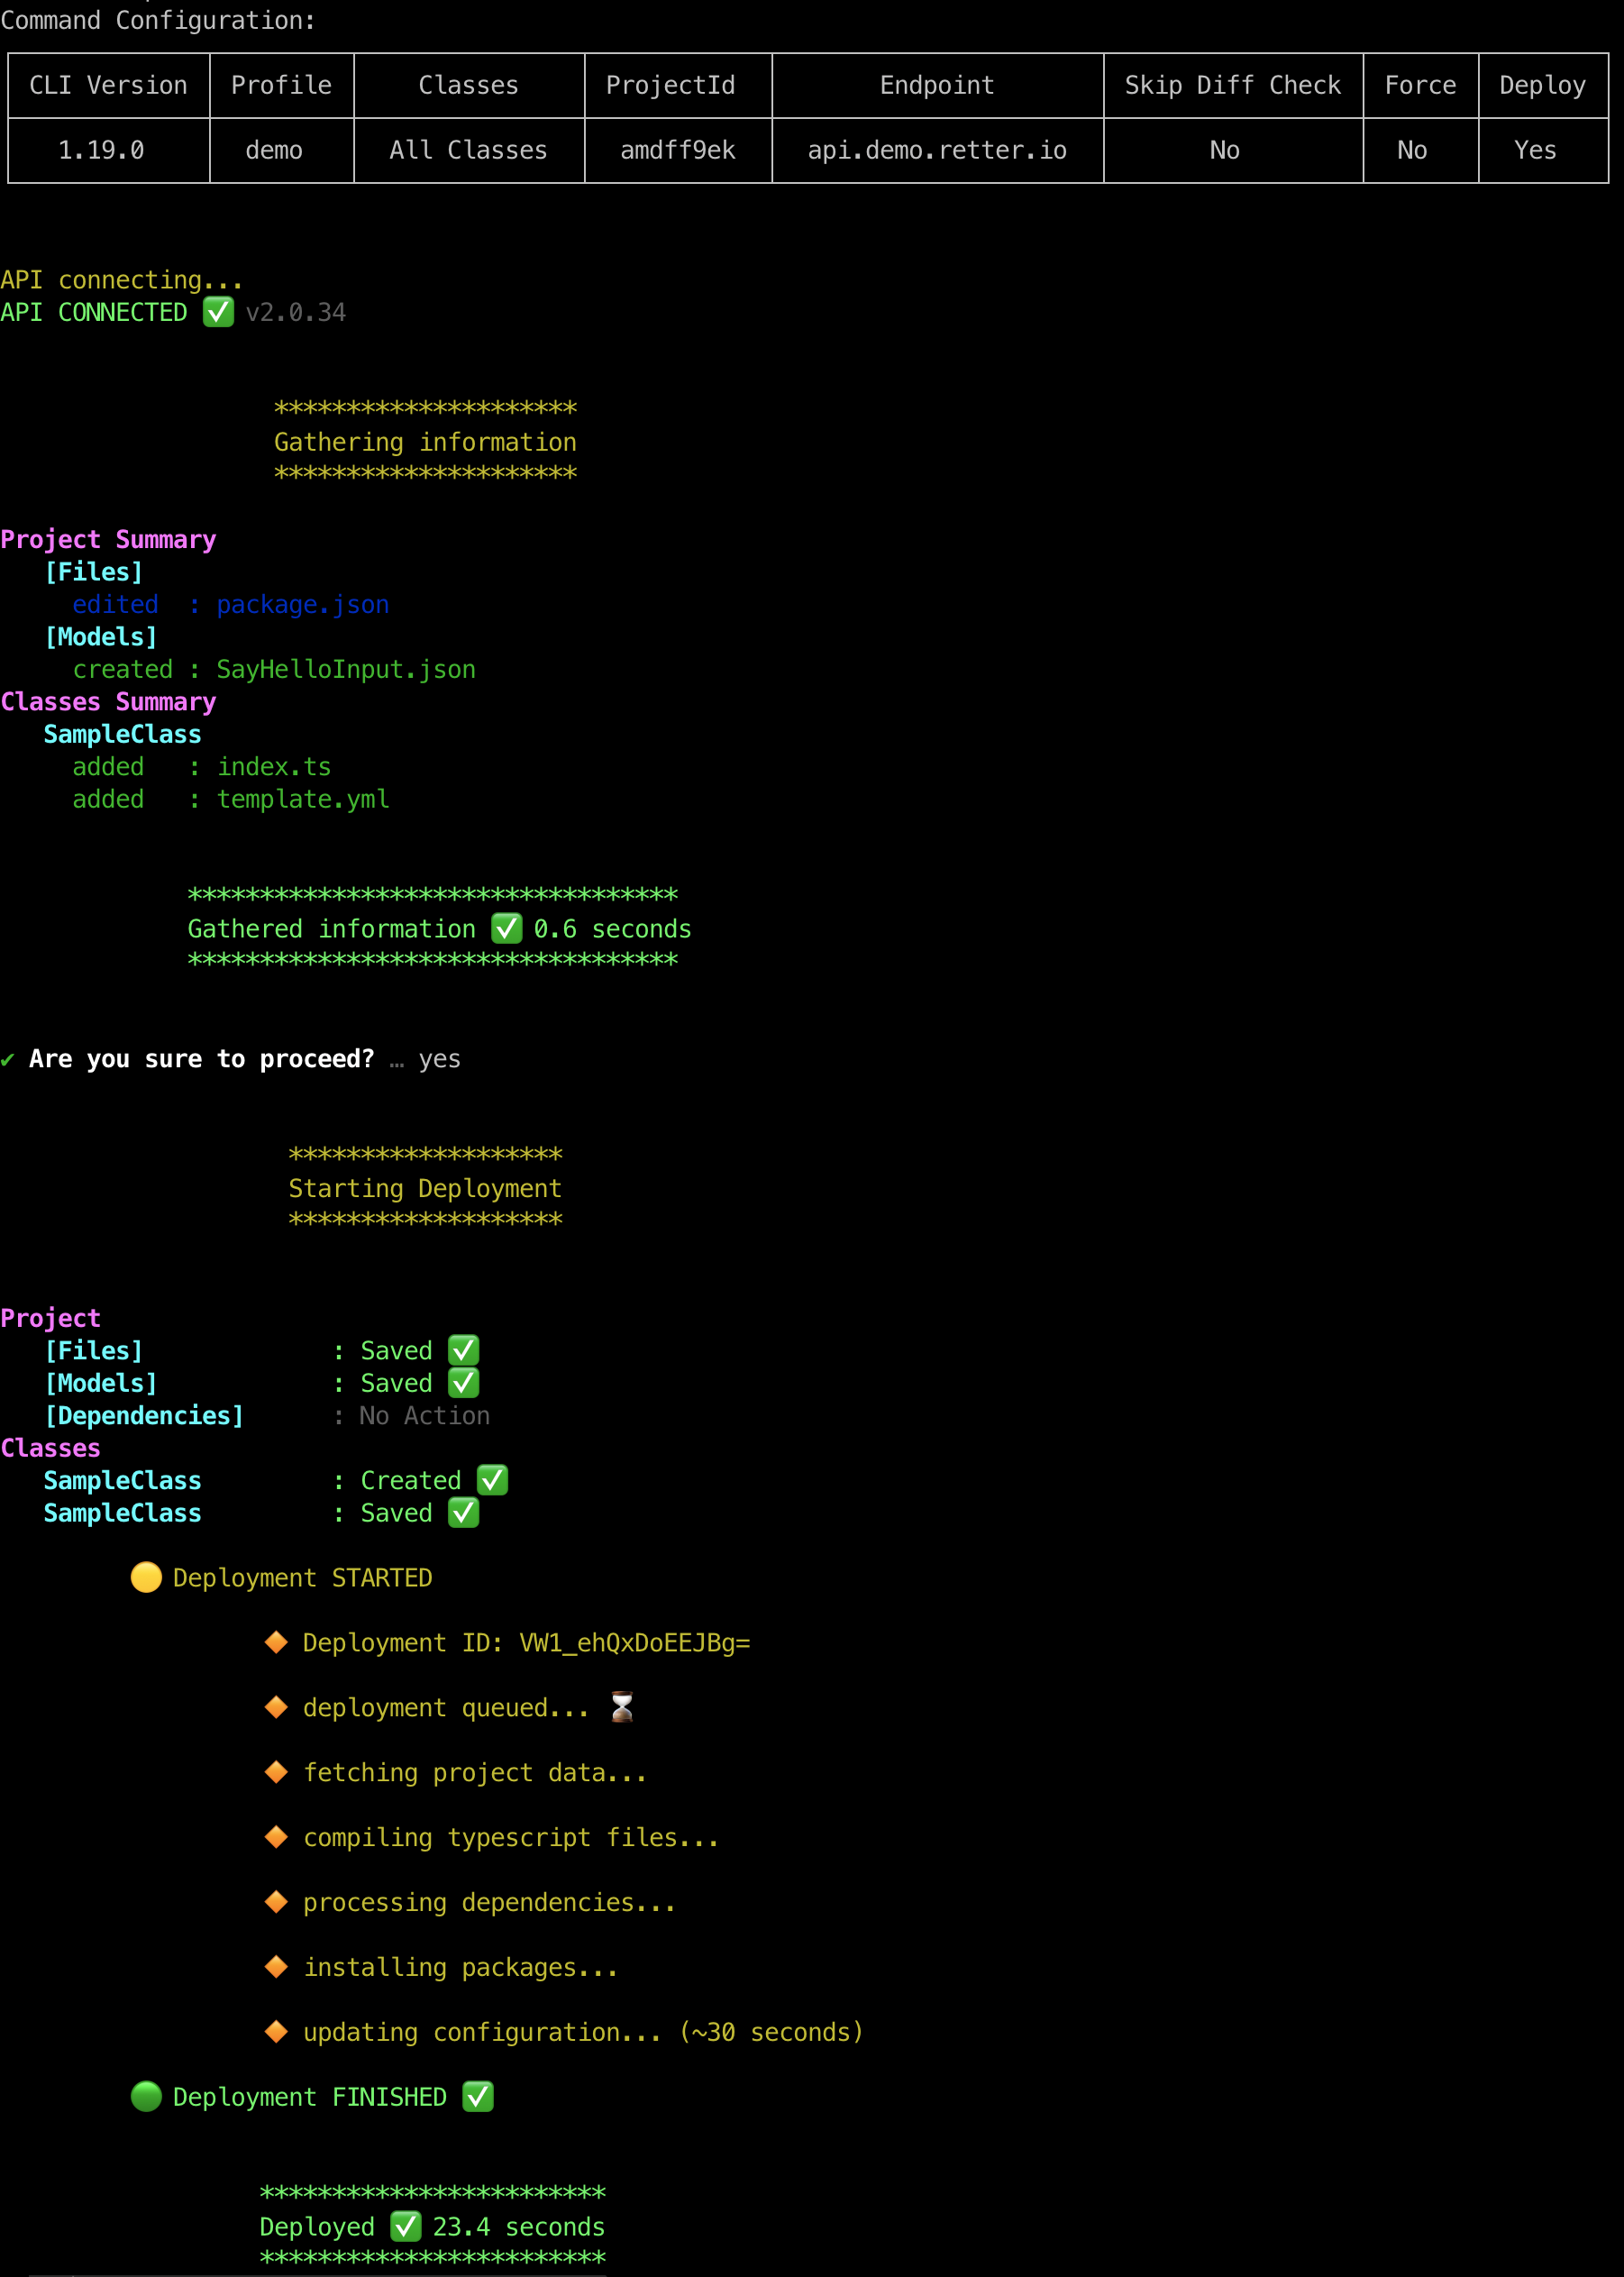 Command Configuration:
CLI Version Profile Classes ProjectId Endpoint Skip Diff Check Force Deploy
1.19.0 demo All Classes amdff9ek api.demo.retter.io No No Yes
API connecting...
API CONNECTED ✅ v2.0.34
*********************
Gathering information
*********************
Project Summary
[Files]
edited : package.json
[Models]
created : SayHelloInput.json
Classes Summary
SampleClass
added : index.ts
added : template.yml
**********************************
Gathered information ✅ 0.6 seconds
**********************************
✔ Are you sure to proceed? … yes
*******************
Starting Deployment
*******************
Project
[Files] : Saved ✅
[Models] : Saved ✅
[Dependencies] : No Action
Classes
SampleClass : Created ✅
SampleClass : Saved ✅
🟡 Deployment STARTED
🔸 Deployment ID: VW1_ehQxDoEEJBg=
🔸 deployment queued... ⏳
🔸 fetching project data...
🔸 compiling typescript files...
🔸 processing dependencies...
🔸 installing packages...
🔸 updating configuration... (~30 seconds)
🟢 Deployment FINISHED ✅
************************
Deployed ✅ 23.4 seconds
************************